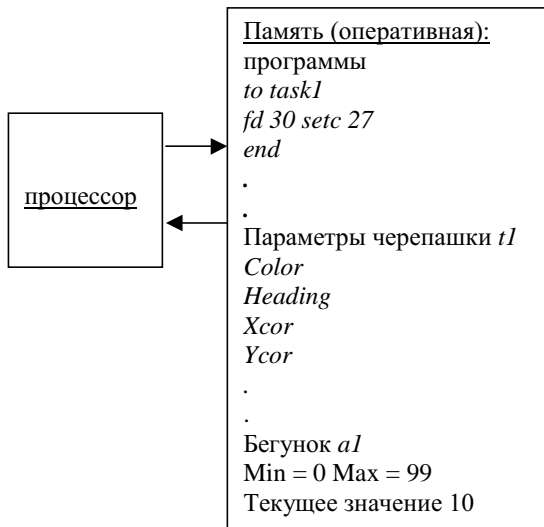 процессор
Память (оперативная):
программы
to task1
fd 30 setc 27
end
.
.
Параметры черепашки t1
Color
Heading
Xcor
Ycor
.
.
Бегунок a1
Min = 0 Max = 99
Текущее значение 10